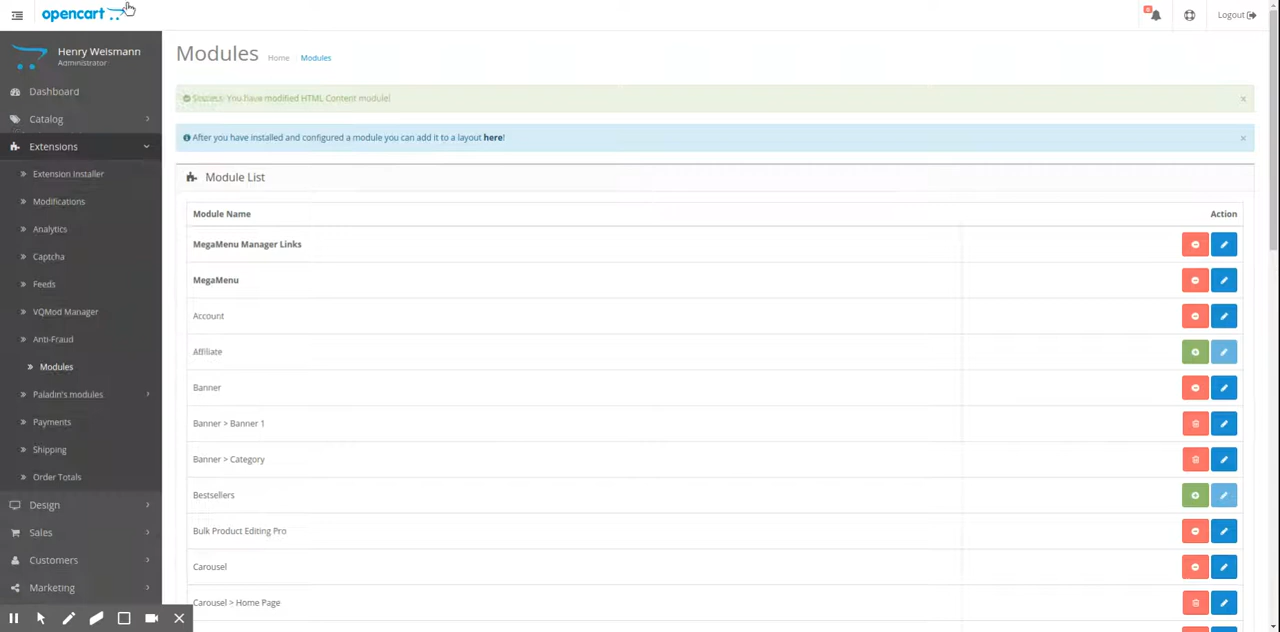 opencart
Logout
Henry Weismann
Administrator
Dashboard
Catalog
Extensions
Extension Installer
Modifications
Analytics
Captcha
Feeds
VQMod Manager
Anti-Fraud
Modules
Paladin's modules
Payments
Shipping
Order Totals
Design
Sales
Customers
Marketing
Modules Home Modules
Success: You have modified HTML Content module!
After you have installed and configured a module you can add it to a layout here!
Module List
Module Name Action
MegaMenu Manager Links
MegaMenu
Account
Affiliate
Banner
Banner > Banner 1
Banner > Category
Bestsellers
Bulk Product Editing Pro
Carousel
Carousel > Home Page